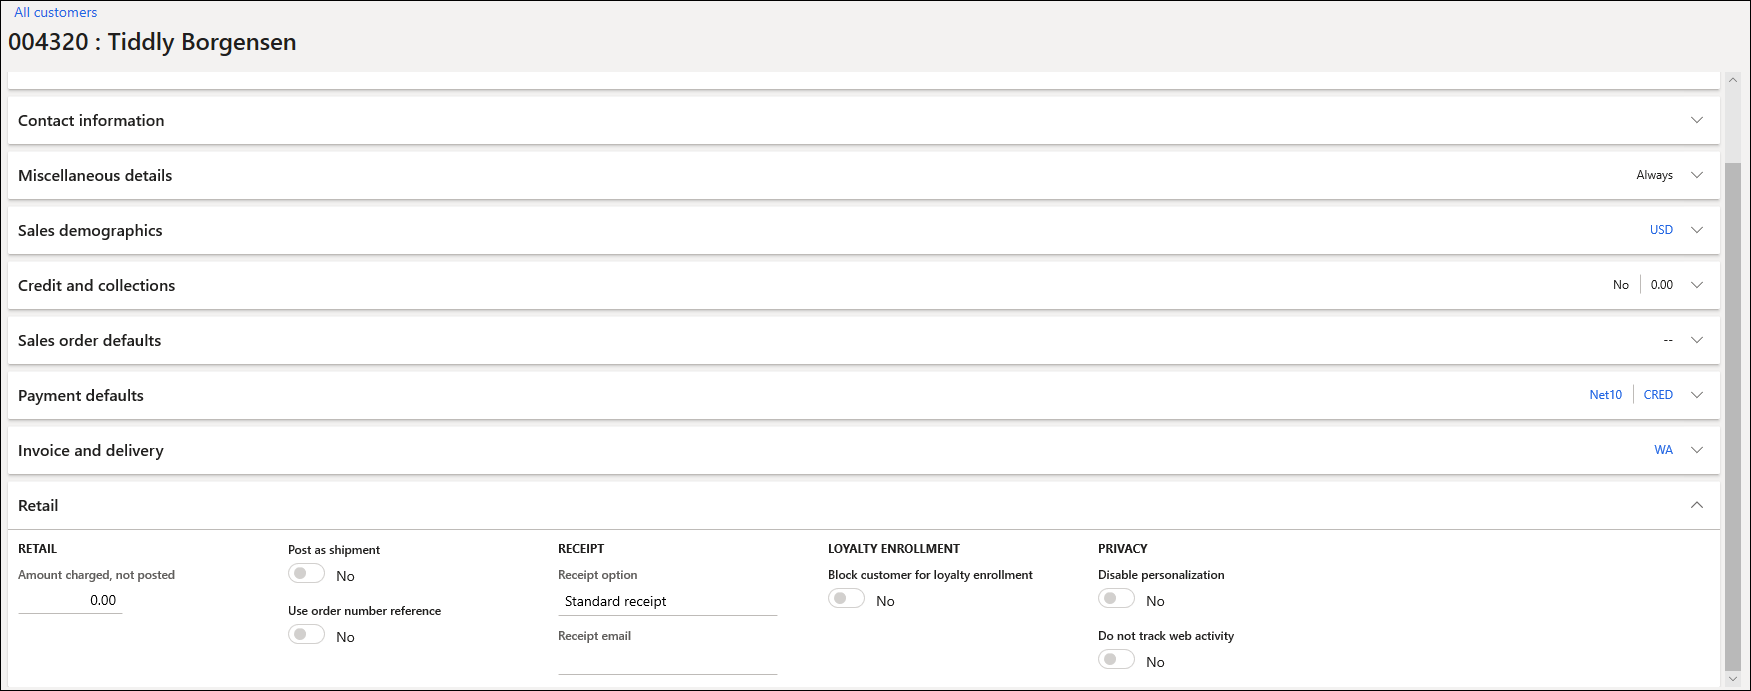 All customers
004320 : Tiddly Borgensen
Contact information
Miscellaneous details Always
Sales demographics USD
Credit and collections No 0.00
Sales order defaults --
Payment defaults Net10 CRED
Invoice and delivery WA
Retail
RETAIL
Amount charged, not posted
0.00
Post as shipment
No
Use order number reference
No
RECEIPT
Receipt option
Standard receipt
Receipt email
LOYALTY ENROLLMENT
Block customer for loyalty enrollment
No
PRIVACY
Disable personalization
No
Do not track web activity
No